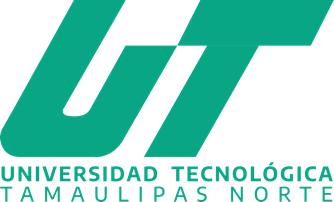 UT
UNIVERSIDAD TECNOLÓGICA
TAMAULIPAS NORTE